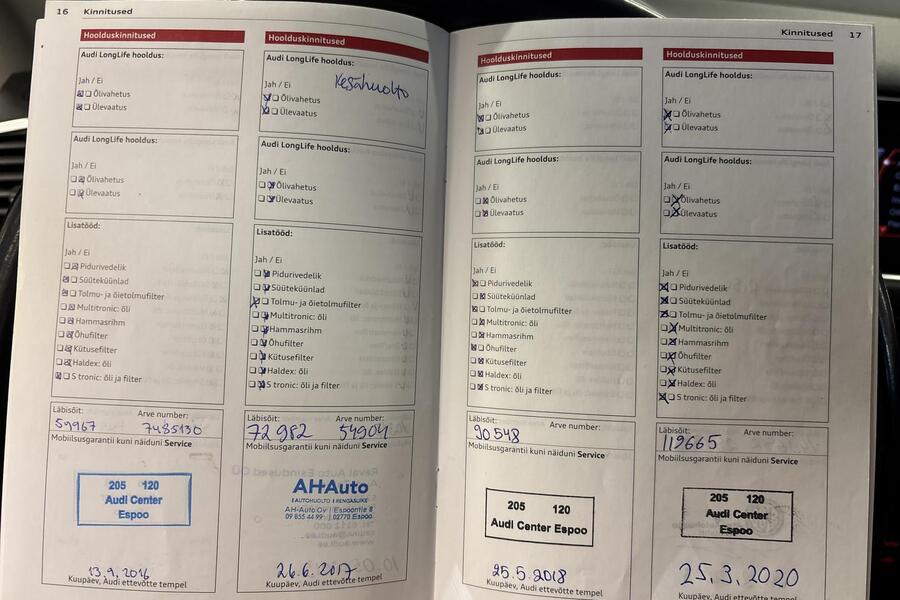 16 Kinnitused
Hoolduskinnitused
Audi LongLife hooldus:
Jah / Ei
Õlivahetus
Ülevaatus
Audi LongLife hooldus:
Jah / Ei
Õlivahetus
Ülevaatus
Lisatööd:
Jah / Ei
Pidurivedelik
Süüteküünlad
Tolmu- ja õietolmufilter
Multitronic: õli
Hammasrihm
Õhufilter
Kütusefilter
Haldex: õli
S tronic: õli ja filter
Läbisõit: Arve number:
59967 7485130
Mobiilsusgarantii kuni näiduni Service
205 120
Audi Center
Espoo
13.9.2016
Kuupäev, Audi ettevõtte tempel
Hoolduskinnitused
Audi LongLife hooldus:
Kesähuolto
Jah / Ei
Õlivahetus
Ülevaatus
Audi LongLife hooldus:
Jah / Ei
Õlivahetus
Ülevaatus
Lisatööd:
Jah / Ei
Pidurivedelik
Süüteküünlad
Tolmu- ja õietolmufilter
Multitronic: õli
Hammasrihm
Õhufilter
Kütusefilter
Haldex: õli
S tronic: õli ja filter
Läbisõit: Arve number:
72982 54904
Mobiilsusgarantii kuni näiduni Service
AHAuto
AUTOHUOLTO RENGASLIIKE
AH-Auto Oy | Espoontie 8
09 855 44 99 | 02770 Espoo
26.6.2017
Kuupäev, Audi ettevõtte tempel
Kinnitused 17
Hoolduskinnitused
Audi LongLife hooldus:
Jah / Ei
Õlivahetus
Ülevaatus
Audi LongLife hooldus:
Jah / Ei
Õlivahetus
Ülevaatus
Lisatööd:
Jah / Ei
Pidurivedelik
Süüteküünlad
Tolmu- ja õietolmufilter
Multitronic: õli
Hammasrihm
Õhufilter
Kütusefilter
Haldex: õli
S tronic: õli ja filter
Läbisõit: Arve number:
90548
Mobiilsusgarantii kuni näiduni Service
205 120
Audi Center Espoo
25.5.2018
Kuupäev, Audi ettevõtte tempel
Hoolduskinnitused
Audi LongLife hooldus:
Jah / Ei
Õlivahetus
Ülevaatus
Audi LongLife hooldus:
Jah / Ei
Õlivahetus
Ülevaatus
Lisatööd:
Jah / Ei
Pidurivedelik
Süüteküünlad
Tolmu- ja õietolmufilter
Multitronic: õli
Hammasrihm
Õhufilter
Kütusefilter
Haldex: õli
S tronic: õli ja filter
Läbisõit: Arve number:
119665
Mobiilsusgarantii kuni näiduni Service
205 120
Audi Center
Espoo
25.3.2020
Kuupäev, Audi ettevõtte tempel